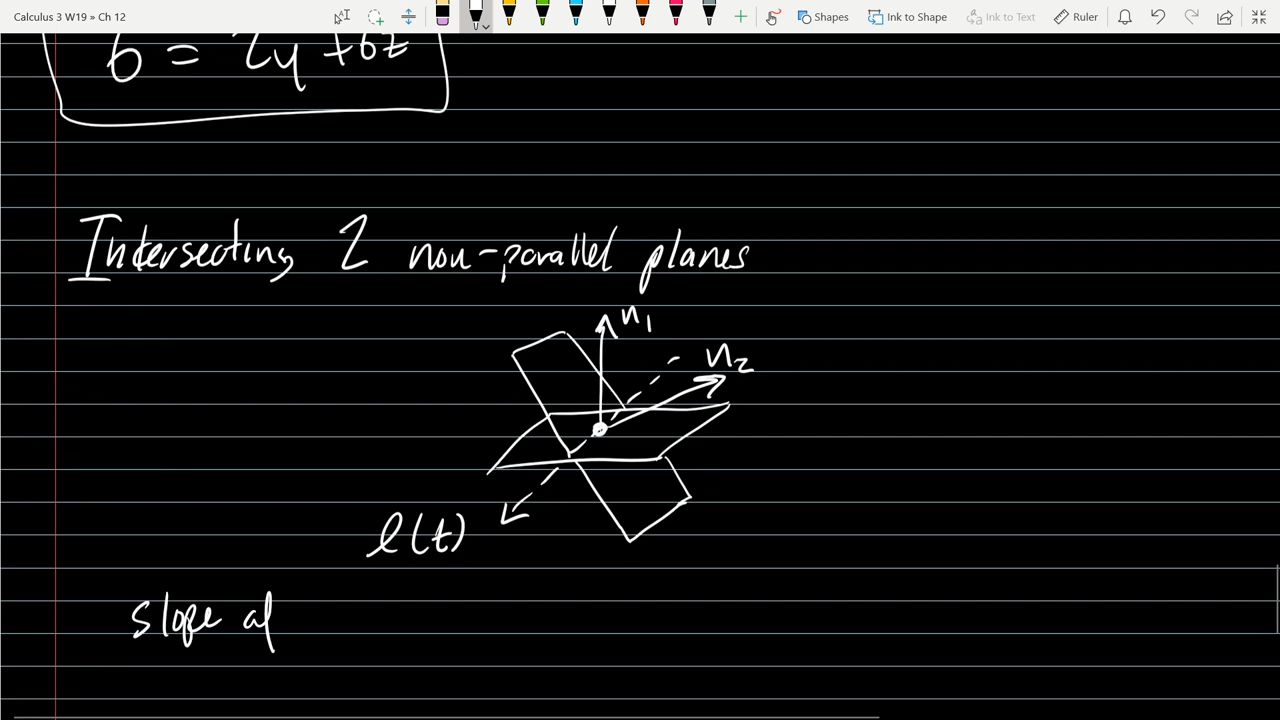 Calculus 3 W19 » Ch 12
Shapes Ink to Shape Ink to Text Ruler
6 = 2y + 6z
Intersecting 2 non-parallel planes
n1
n2
l(t)
slope of